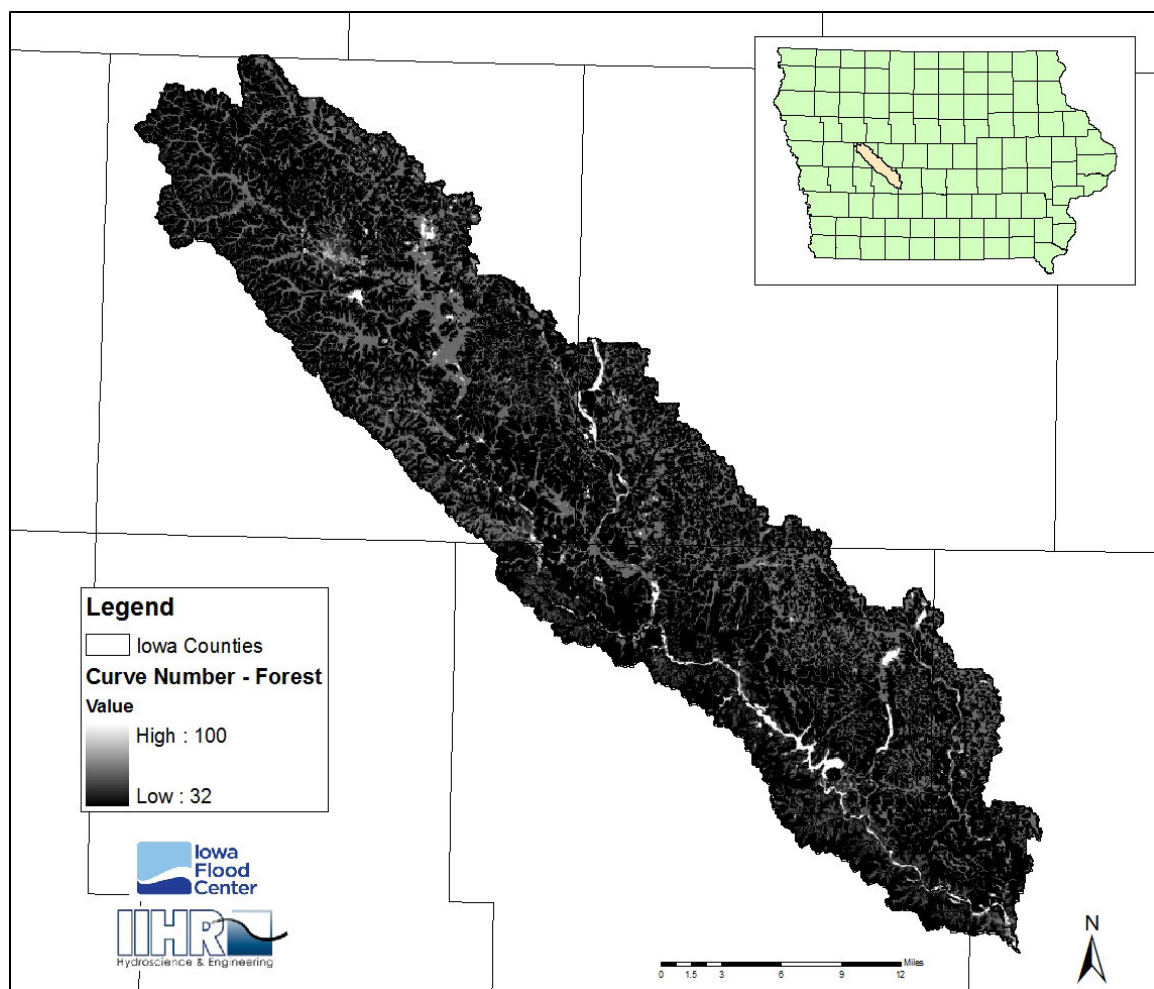 Legend
Iowa Counties
Curve Number - Forest
Value
High : 100
Low : 32
Iowa
Flood
Center
IIHR
Hydroscience & Engineering
N
Miles
0 1.5 3 6 9 12